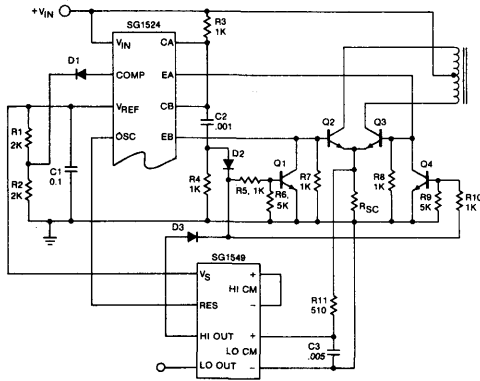 +VIN
SG1524
VIN
COMP
VREF
OSC
CA
EA
CB
EB
R3
1K
D1
R1
2K
R2
2K
C1
0.1
C2
.001
D2
R4
1K
R5, 1K
Q1
R6,
5K
R7
1K
Q2
Q3
R8
1K
RSC
Q4
R9
5K
R10
1K
D3
SG1549
VS
RES
HI OUT
LO OUT
+
HI CM
–
+
LO CM
–
R11
510
C3
.005